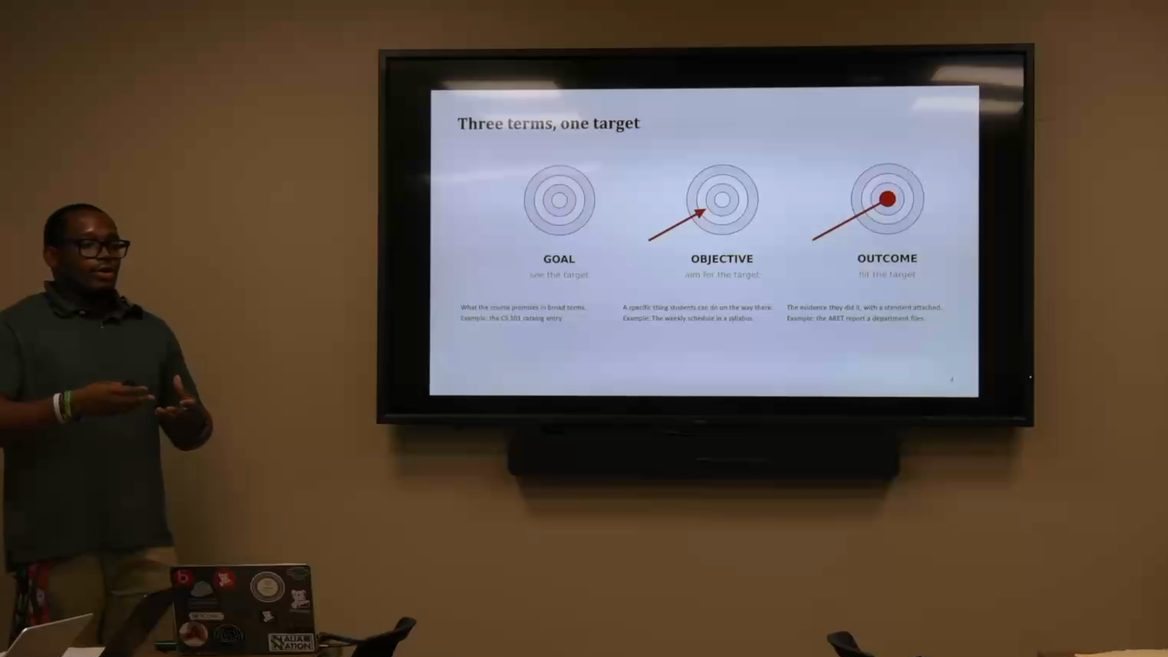 Three terms, one target
GOAL
see the target
What the course promises in broad terms.
Example: the CS 101 catalog entry.
OBJECTIVE
aim for the target
A specific thing students can do on the way there.
Example: The weekly schedule in a syllabus.
OUTCOME
hit the target
The evidence they did it, with a standard attached.
Example: the ABET report a department files.
NATION